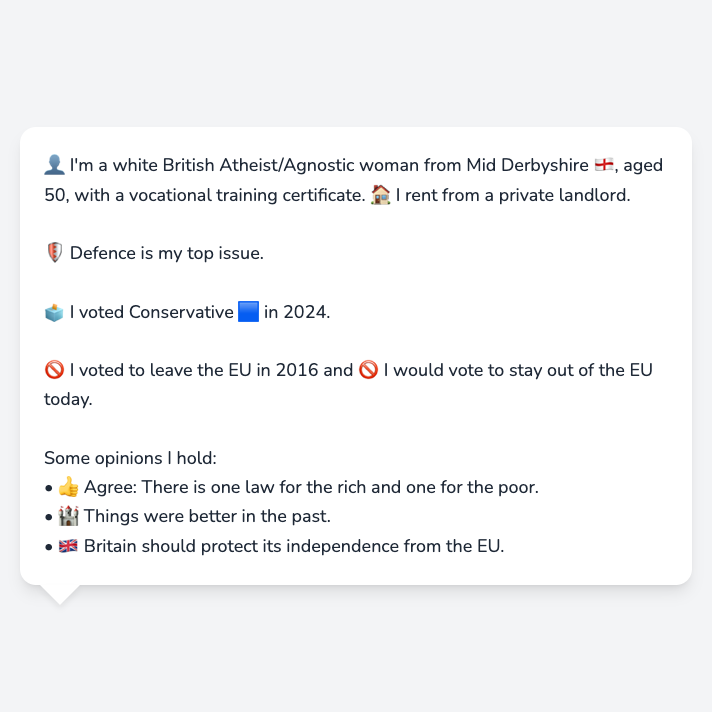 👤 I'm a white British Atheist/Agnostic woman from Mid Derbyshire 🏴󠁧󠁢󠁥󠁮󠁧󠁿, aged
50, with a vocational training certificate. 🏠 I rent from a private landlord.
🛡️ Defence is my top issue.
🗳️ I voted Conservative 🟦 in 2024.
🚫 I voted to leave the EU in 2016 and 🚫 I would vote to stay out of the EU
today.
Some opinions I hold:
• 👍 Agree: There is one law for the rich and one for the poor.
• 🏰 Things were better in the past.
• 🇬🇧 Britain should protect its independence from the EU.